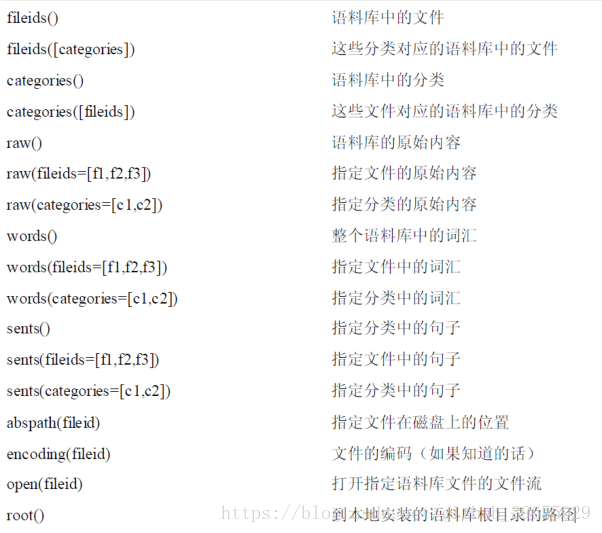 fileids() 语料库中的文件
fileids([categories]) 这些分类对应的语料库中的文件
categories() 语料库中的分类
categories([fileids]) 这些文件对应的语料库中的分类
raw() 语料库的原始内容
raw(fileids=[f1,f2,f3]) 指定文件的原始内容
raw(categories=[c1,c2]) 指定分类的原始内容
words() 整个语料库中的词汇
words(fileids=[f1,f2,f3]) 指定文件中的词汇
words(categories=[c1,c2]) 指定分类中的词汇
sents() 指定分类中的句子
sents(fileids=[f1,f2,f3]) 指定文件中的句子
sents(categories=[c1,c2]) 指定分类中的句子
abspath(fileid) 指定文件在磁盘上的位置
encoding(fileid) 文件的编码（如果知道的话）
open(fileid) 打开指定语料库文件的文件流
root() 到本地安装的语料库根目录的路径